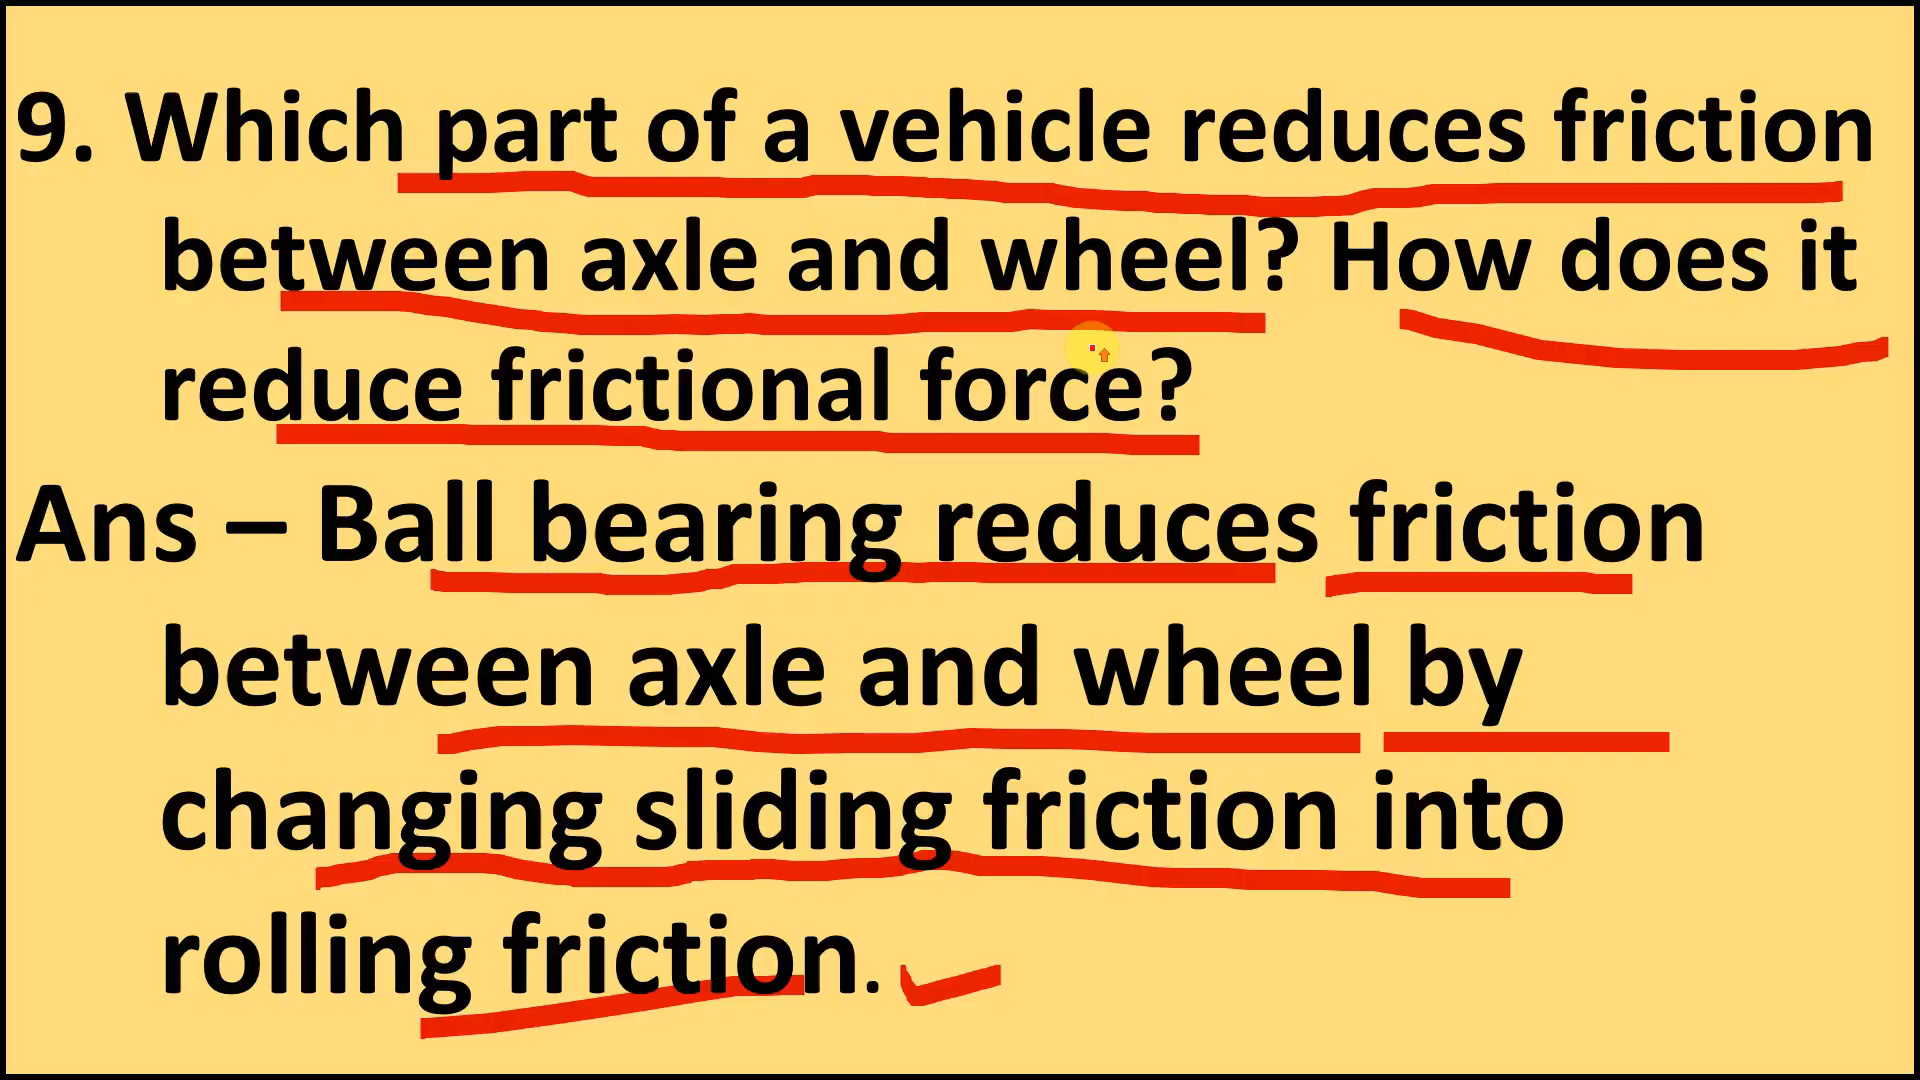 9. Which part of a vehicle reduces friction
between axle and wheel? How does it
reduce frictional force?
Ans – Ball bearing reduces friction
between axle and wheel by
changing sliding friction into
rolling friction.